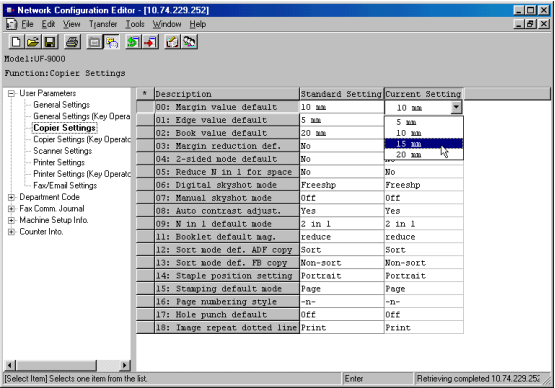 Network Configuration Editor - [10.74.229.252]
File Edit View Transfer Tools Window Help
Model:UF-9000
Function:Copier Settings
User Parameters
General Settings
General Settings (Key Opera
Copier Settings
Copier Settings (Key Operato
Scanner Settings
Printer Settings
Printer Settings (Key Operatc
Fax/Email Settings
Department Code
Fax Comm. Journal
Machine Setup Info.
Counter Info.
* Description Standard Setting Current Setting
00: Margin value default 10 mm 10 mm
01: Edge value default 5 mm
02: Book value default 20 mm
03: Margin reduction def. No
04: 2-sided mode default No No
05: Reduce N in 1 for space No No
06: Digital skyshot mode Freeshp Freeshp
07: Manual skyshot mode Off Off
08: Auto contrast adjust. Yes Yes
09: N in 1 default mode 2 in 1 2 in 1
11: Booklet default mag. reduce reduce
12: Sort mode def. ADF copy Sort Sort
13: Sort mode def. FB copy Non-sort Non-sort
14: Staple position setting Portrait Portrait
15: Stamping default mode Page Page
16: Page numbering style -n- -n-
17: Hole punch default Off Off
18: Image repeat dotted line Print Print
5 mm
10 mm
15 mm
20 mm
[Select Item] Selects one item from the list. Enter Retrieving completed 10.74.229.252